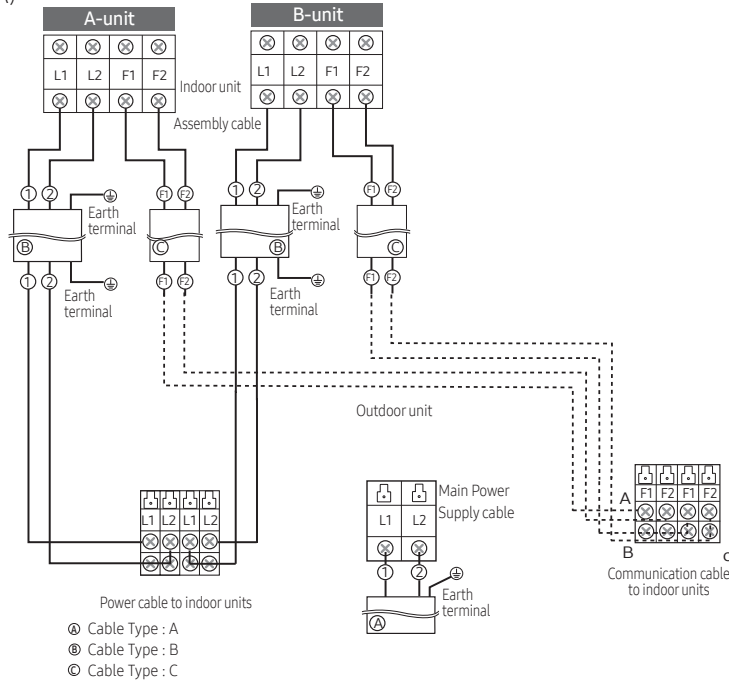 A-unit
B-unit
L1 L2 F1 F2
L1 L2 F1 F2
Indoor unit
Assembly cable
1 2
F1 F2
1 2
F1 F2
Earth
terminal
Earth
terminal
B
C
B
C
1 2
F1 F2
1 2
F1 F2
Earth
terminal
Earth
terminal
Outdoor unit
L1 L2 L1 L2
Power cable to indoor units
L1 L2
Main Power
Supply cable
1 2
Earth
terminal
A
A
F1 F2 F1 F2
B
Communication cable
to indoor units
Ⓐ Cable Type : A
Ⓑ Cable Type : B
Ⓒ Cable Type : C